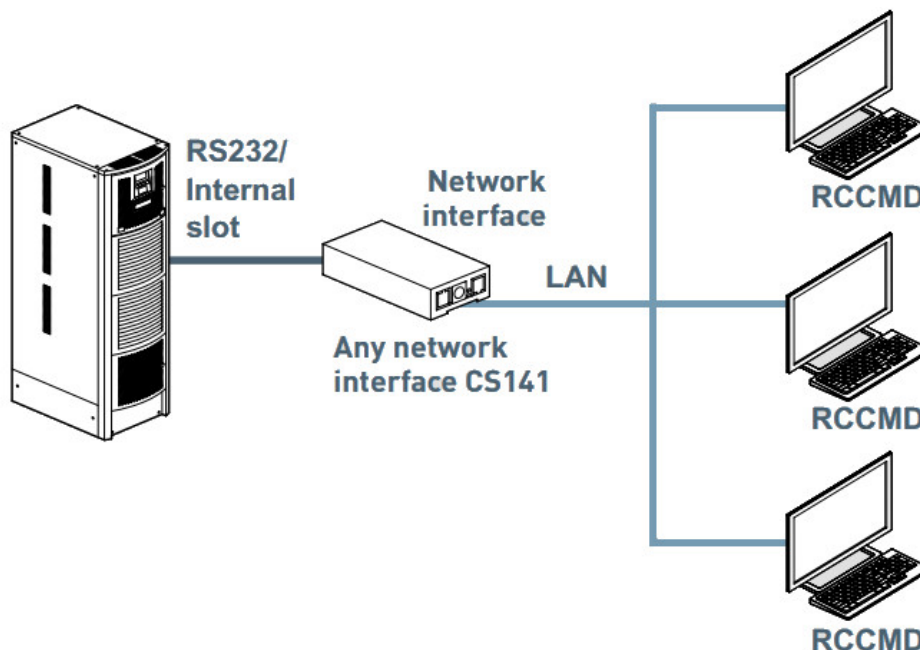 RS232/
Internal
slot
Network
interface
Any network
interface CS141
LAN
RCCMD
RCCMD
RCCMD